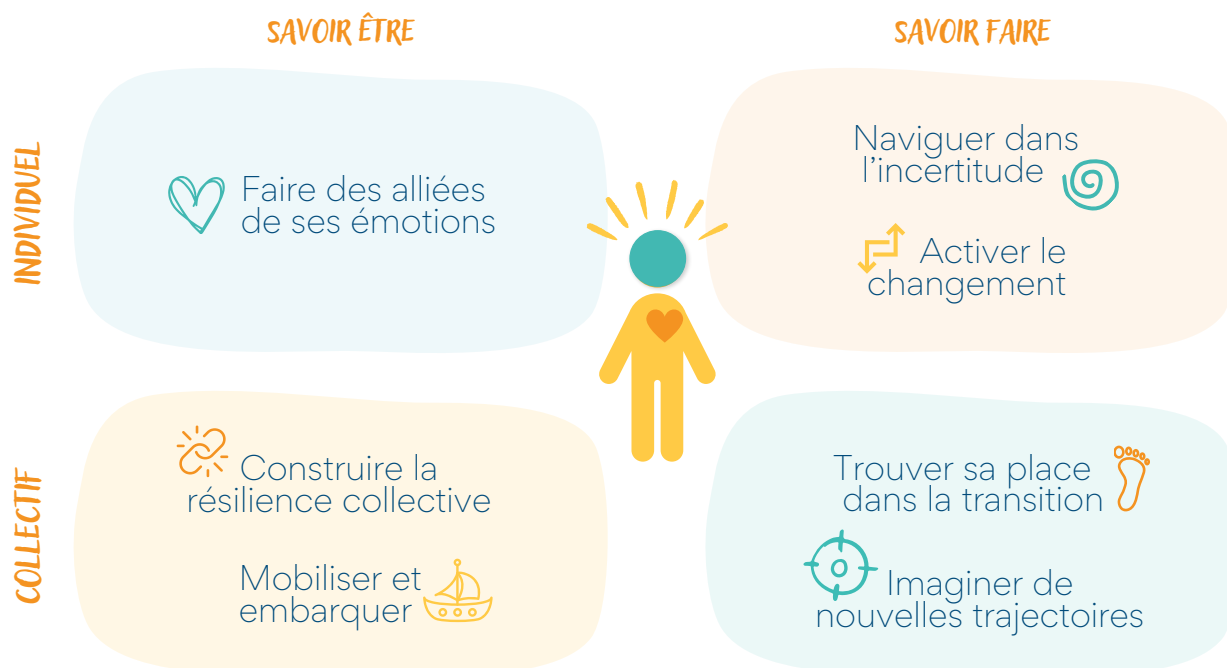 SAVOIR ÊTRE
SAVOIR FAIRE
INDIVIDUEL
Faire des alliées
de ses émotions
Naviguer dans
l'incertitude
Activer le
changement
COLLECTIF
Construire la
résilience collective
Mobiliser et
embarquer
Trouver sa place
dans la transition
Imaginer de
nouvelles trajectoires